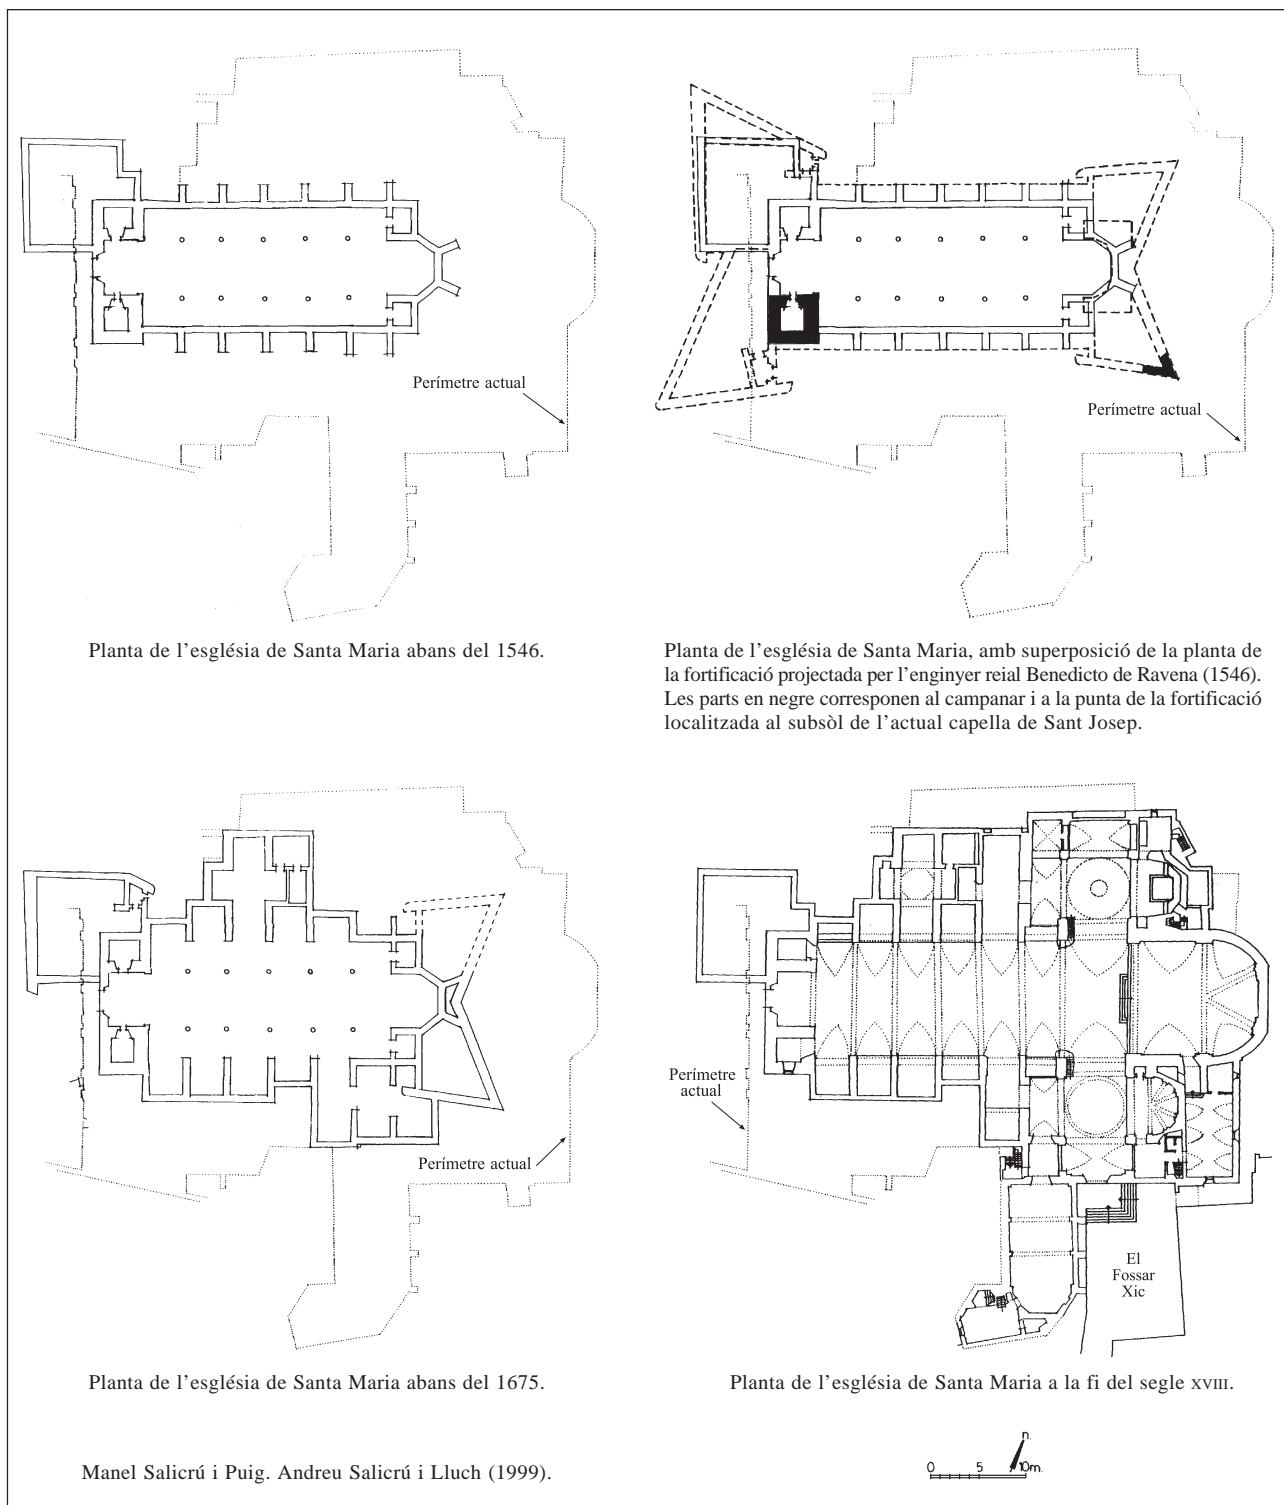 Perímetre actual
Perímetre actual
Planta de l’església de Santa Maria abans del 1546.
Planta de l’església de Santa Maria, amb superposició de la planta de
la fortificació projectada per l’enginyer reial Benedicto de Ravena (1546).
Les parts en negre corresponen al campanar i a la punta de la fortificació
localitzada al subsòl de l’actual capella de Sant Josep.
Perímetre actual
Perímetre
actual
El
Fossar
Xic
Planta de l’església de Santa Maria abans del 1675.
Planta de l’església de Santa Maria a la fi del segle XVIII.
Manel Salicrú i Puig. Andreu Salicrú i Lluch (1999).
n.
0 5 10m.